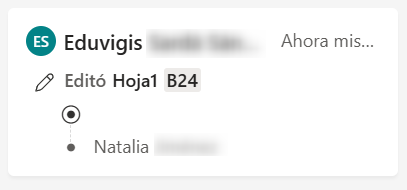 ES Eduvigis Ahora mis...
Editó Hoja1 B24
Natalia